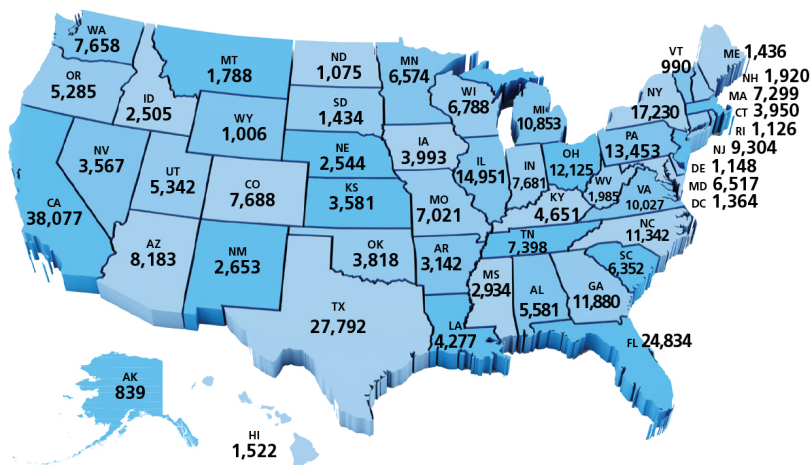 WA
7,658
OR
5,285
ID
2,505
MT
1,788
ND
1,075
MN
6,574
SD
1,434
WY
1,006
WI
6,788
MI
10,853
VT
990
ME 1,436
NH 1,920
MA 7,299
CT 3,950
RI 1,126
NJ 9,304
DE 1,148
MD 6,517
DC 1,364
NY
17,230
PA
13,453
NV
3,567
UT
5,342
CO
7,688
NE
2,544
KS
3,581
IA
3,993
MO
7,021
IL
14,951
IN
7,681
OH
12,125
WV
1,985
VA
10,027
KY
4,651
CA
38,077
AZ
8,183
NM
2,653
OK
3,818
AR
3,142
TN
7,398
NC
11,342
SC
6,352
TX
27,792
LA
4,277
MS
2,934
AL
5,581
GA
11,880
FL 24,834
AK
839
HI
1,522